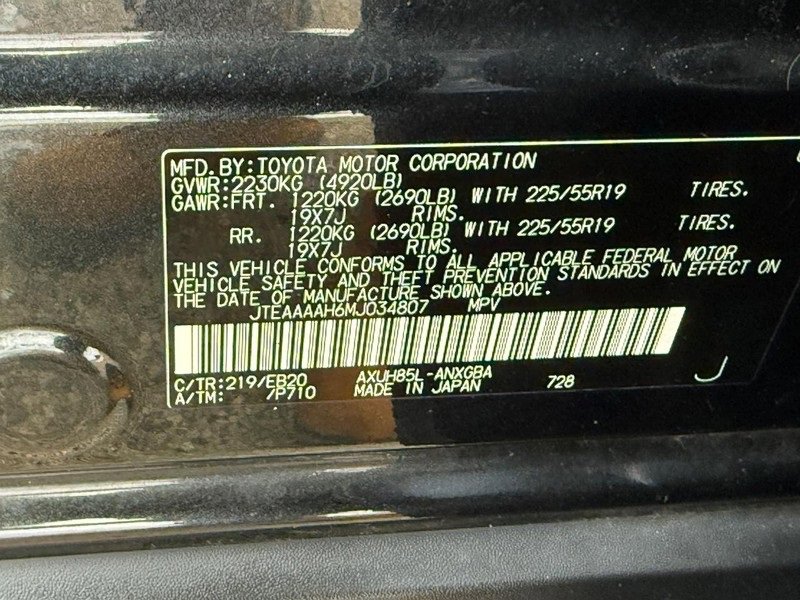 MFD.BY:TOYOTA MOTOR CORPORATION
GVWR:2230KG (4920LB)
GAWR:FRT. 1220KG (2690LB) WITH 225/55R19 TIRES.
19X7J RIMS.
RR. 1220KG (2690LB) WITH 225/55R19 TIRES.
19X7J RIMS.
THIS VEHICLE CONFORMS TO ALL APPLICABLE FEDERAL MOTOR
VEHICLE SAFETY AND THEFT PREVENTION STANDARDS IN EFFECT ON
THE DATE OF MANUFACTURE SHOWN ABOVE.
JTEAAAAH6MJ034807 MPV
C/TR:219/EB20 AXUH85L-ANXGBA
A/TM: /P710 MADE IN JAPAN 728
J